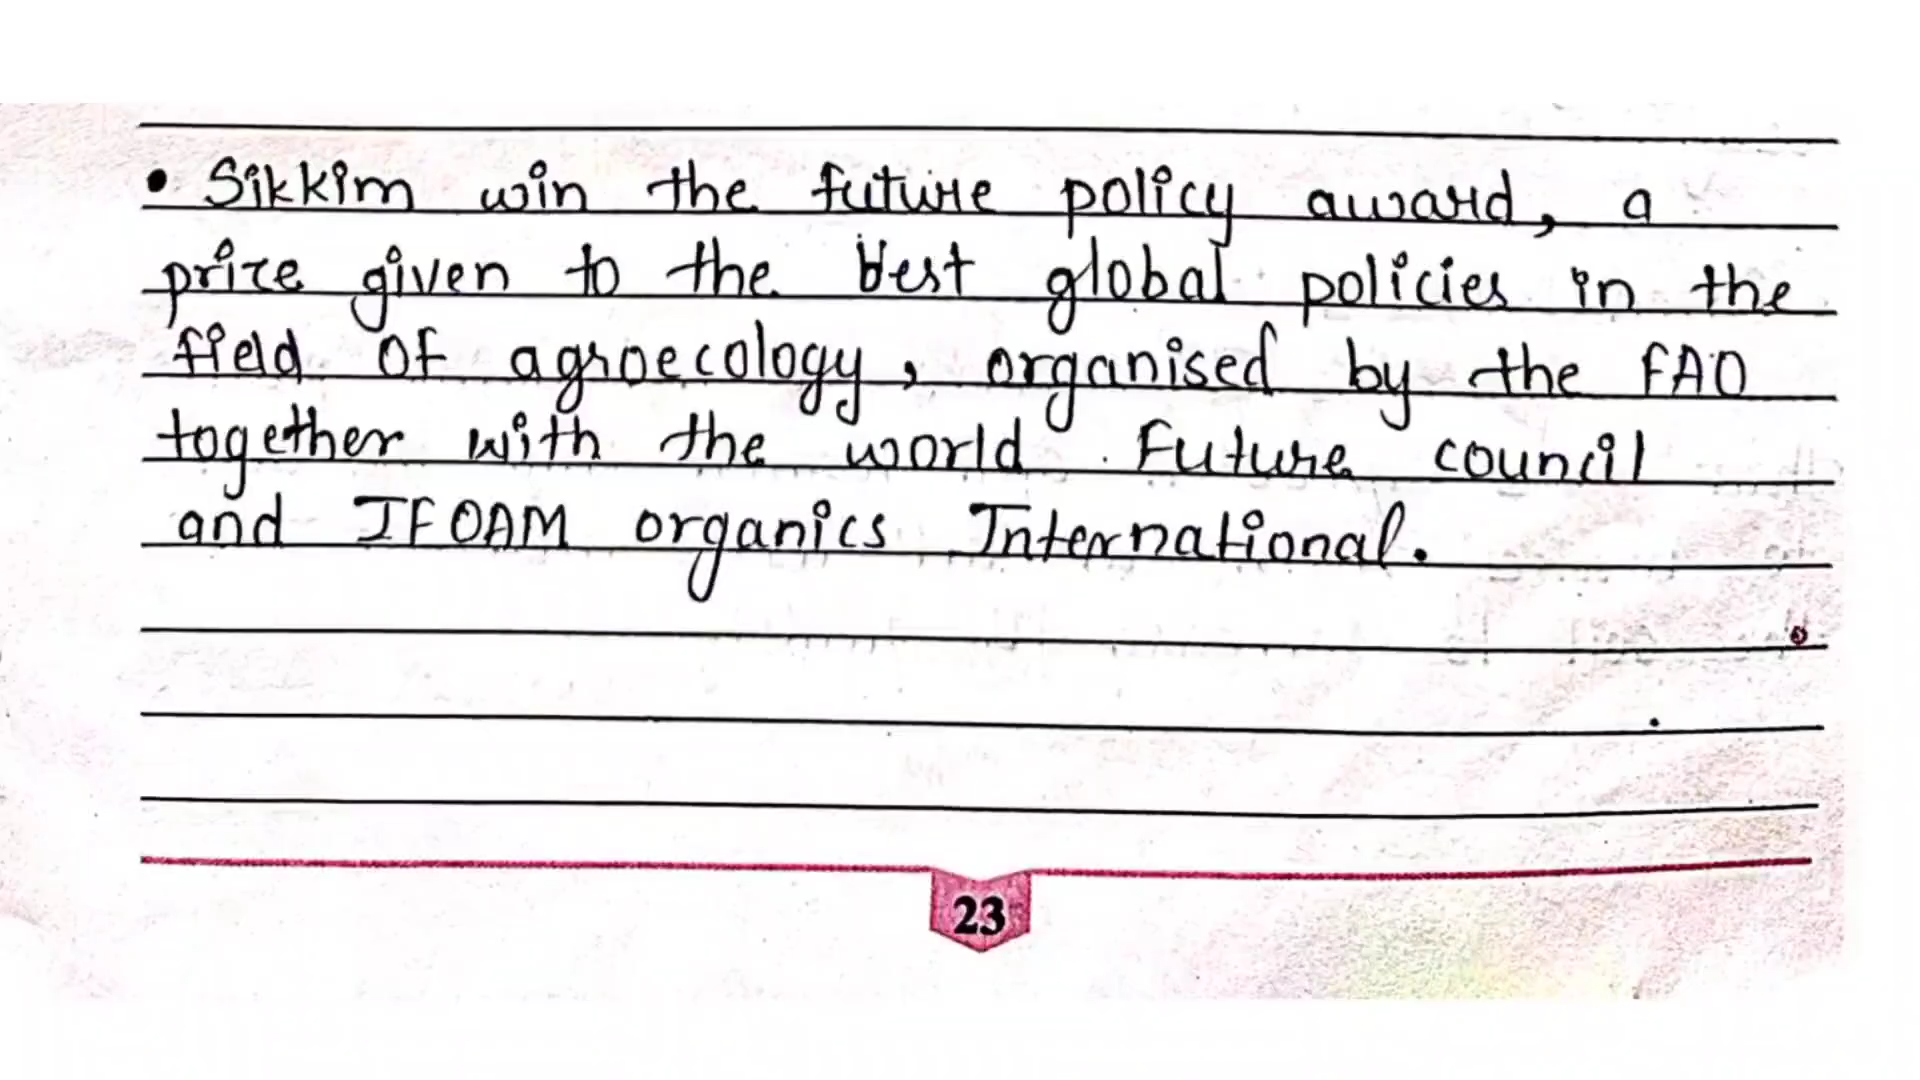 • Sikkim win the future policy award, a
prize given to the best global policies in the
field of agroecology, organised by the FAO
together with the world Future council
and IFOAM organics International.
23